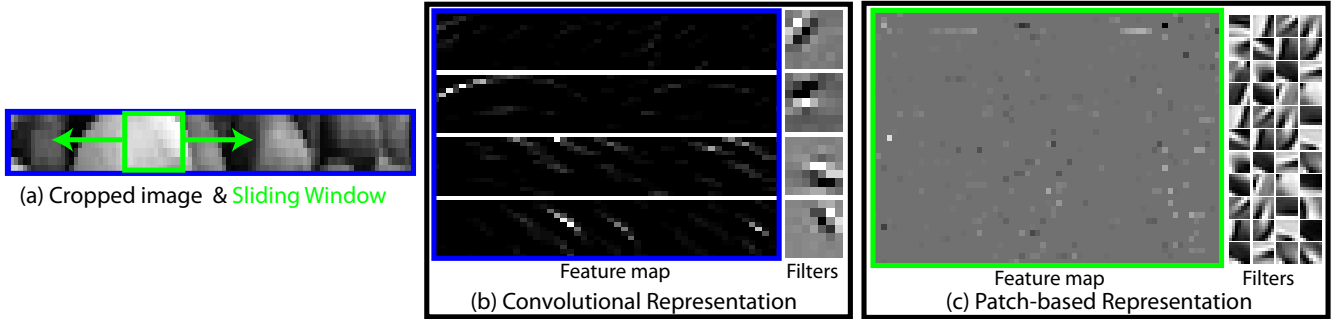 (a) Cropped image & Sliding Window
Feature map
Filters
(b) Convolutional Representation
Feature map
Filters
(c) Patch-based Representation